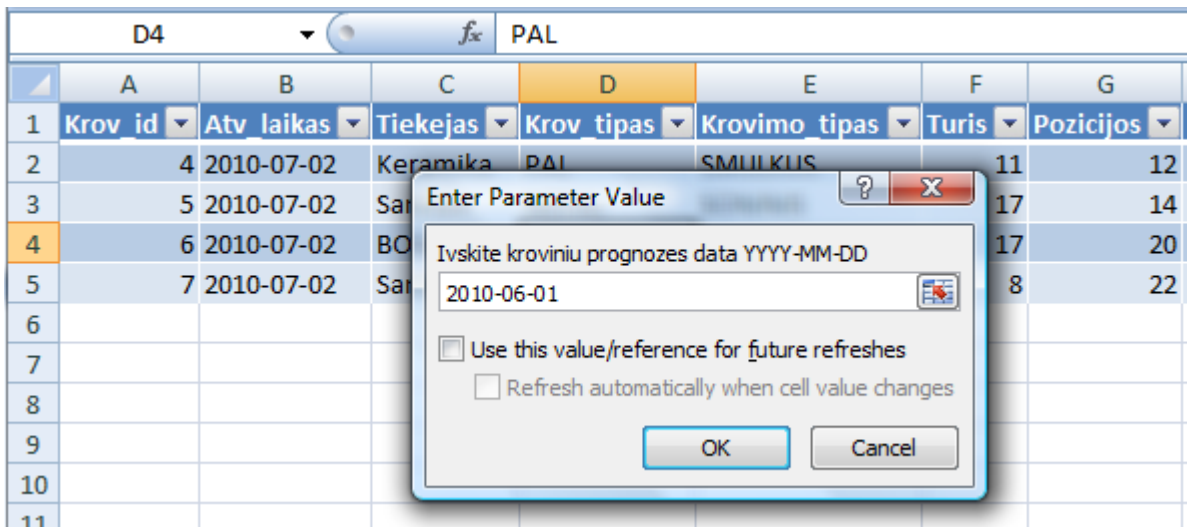 D4 fx PAL
A B C D E F G
1 Krov_id Atv_laikas Tiekejas Krov_tipas Krovimo_tipas Turis Pozicijos
2 4 2010-07-02 Keramika PAL SMULKUS 11 12
3 5 2010-07-02 17 14
4 6 2010-07-02 17 20
5 7 2010-07-02 8 22
6
7
8
9
10
11
Enter Parameter Value
Ivskite kroviniu prognozes data YYYY-MM-DD
2010-06-01
Use this value/reference for future refreshes
Refresh automatically when cell value changes
OK Cancel